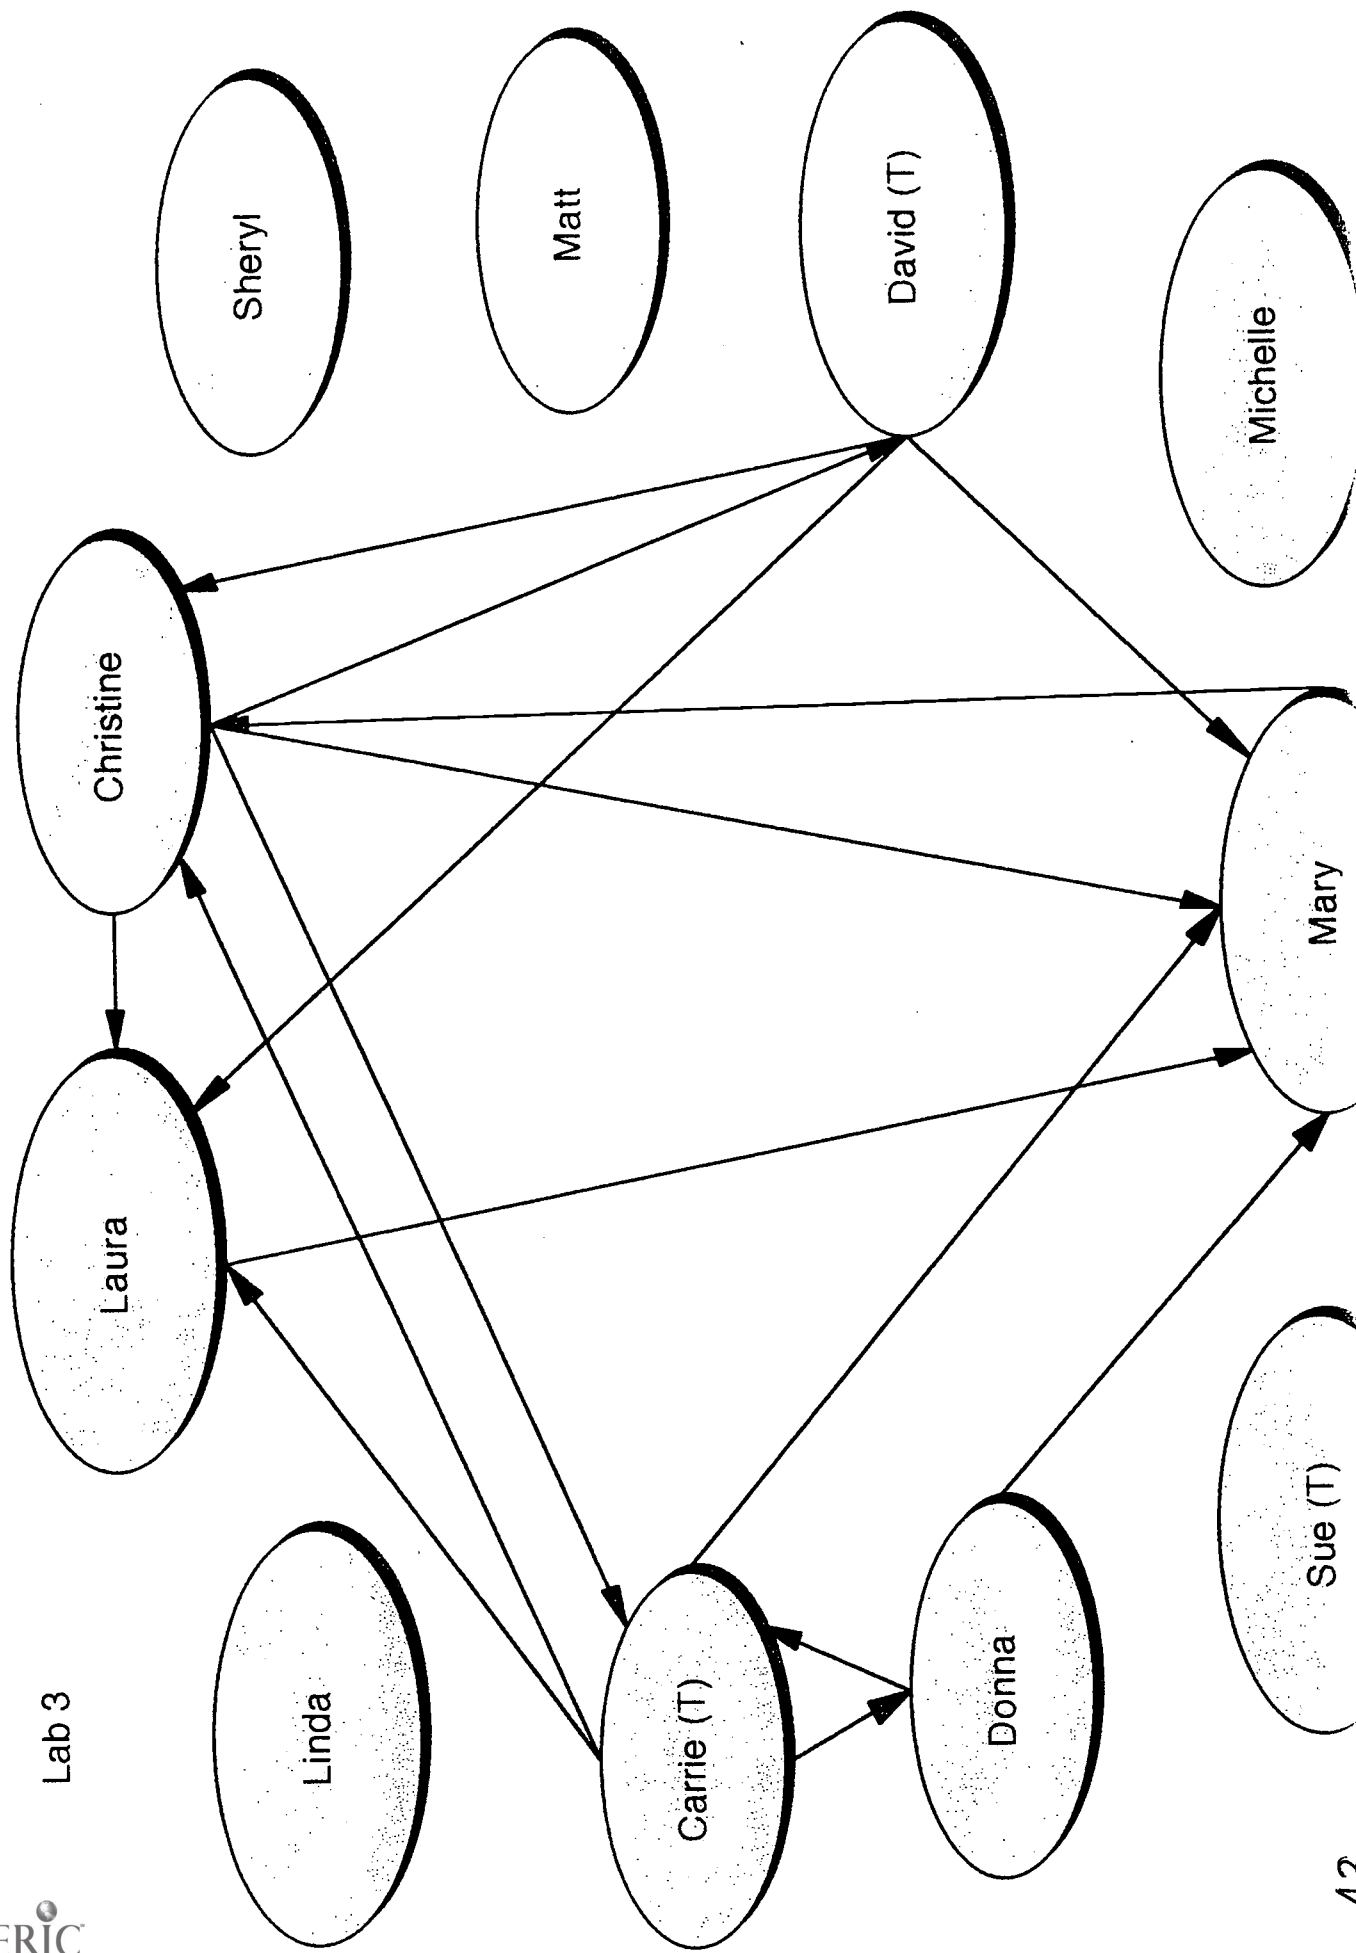 Lab 3
Linda
Laura
Christine
Sheryl
Carrie (T)
Matt
Donna
David (T)
Sue (T)
Mary
Michelle
ERIC